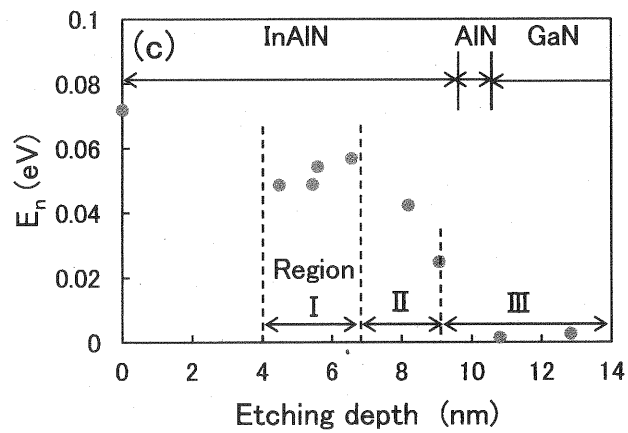 0.1
(c)
InAlN
AlN
GaN
0.08
0.06
0.04
0.02
0
En (eV)
Region
I
II
III
0 2 4 6 8 10 12 14
Etching depth (nm)